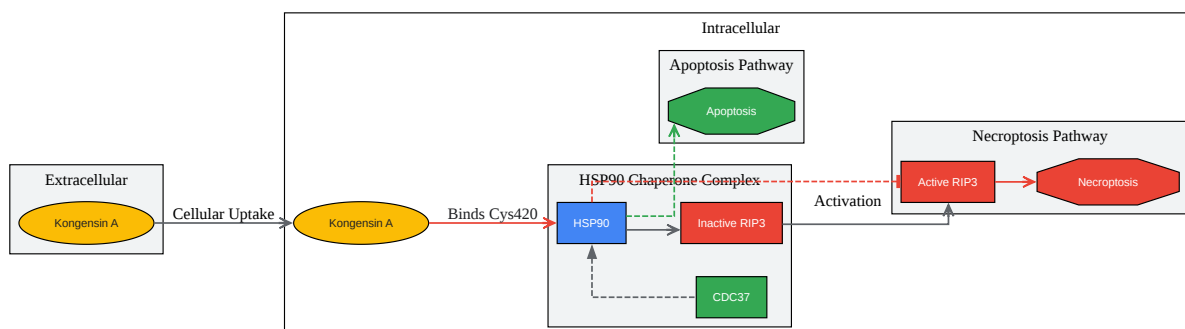 Intracellular
Apoptosis Pathway
Apoptosis
Necroptosis Pathway
Active RIP3
Necroptosis
Extracellular
Kongensin A
Cellular Uptake
Kongensin A
Binds Cys420
HSP90 Chaperone Complex
HSP90
Inactive RIP3
CDC37
Activation